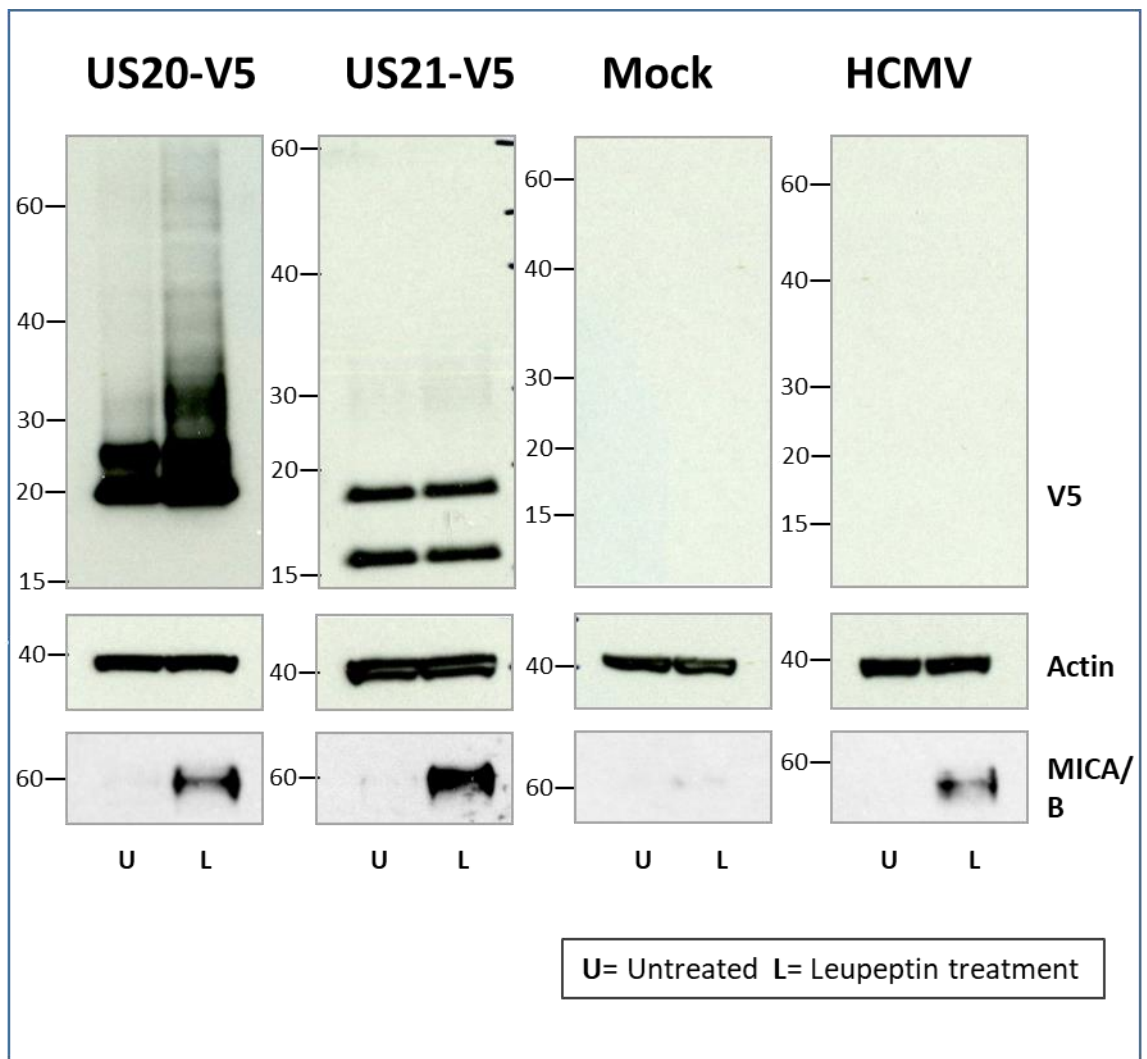 US20-V5 US21-V5 Mock HCMV
60
40
30
20
15
60
40
30
20
15
60
40
30
20
15
60
40
30
20
15
V5
40 40 40 40 Actin
60 60 60 60 MICA/
B
U L U L U L U L
U= Untreated L= Leupeptin treatment